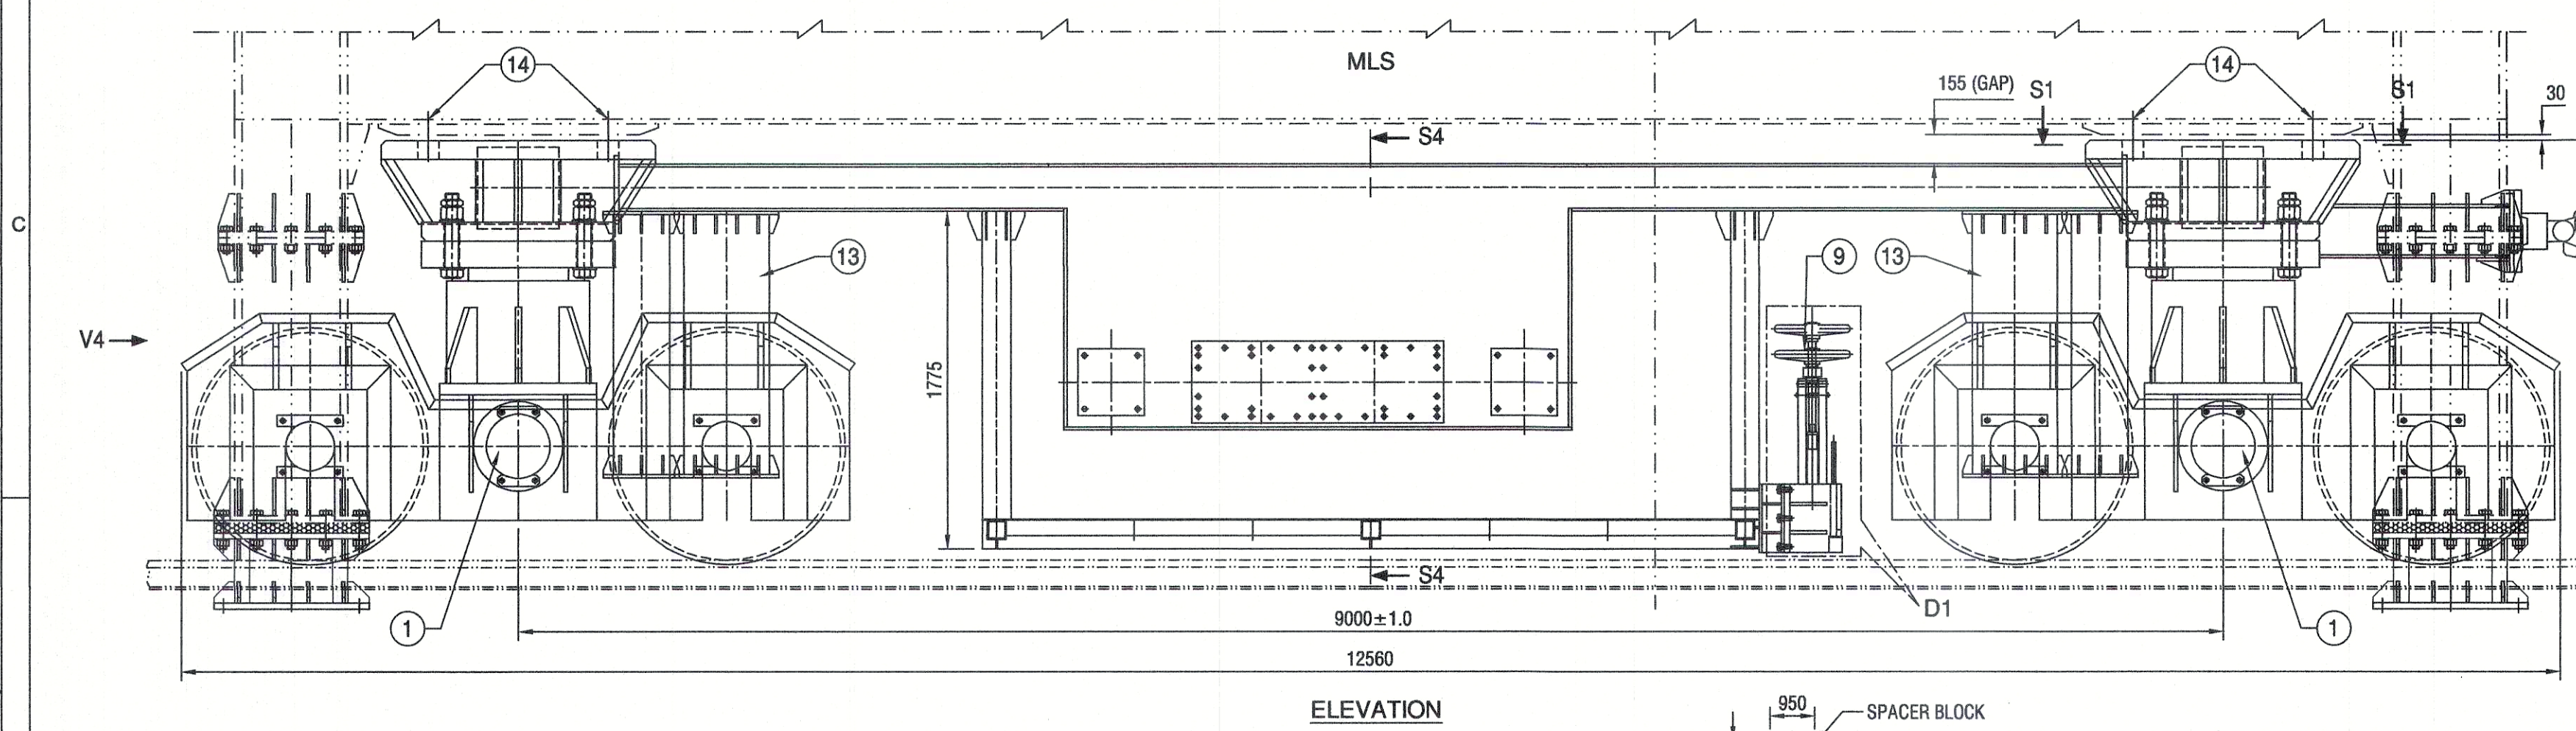 MLS
14
14
155 (GAP)
S1
S1
30
S4
C
13
9
13
V4
1775
S4
D1
1
9000±1.0
1
12560
ELEVATION
950
SPACER BLOCK